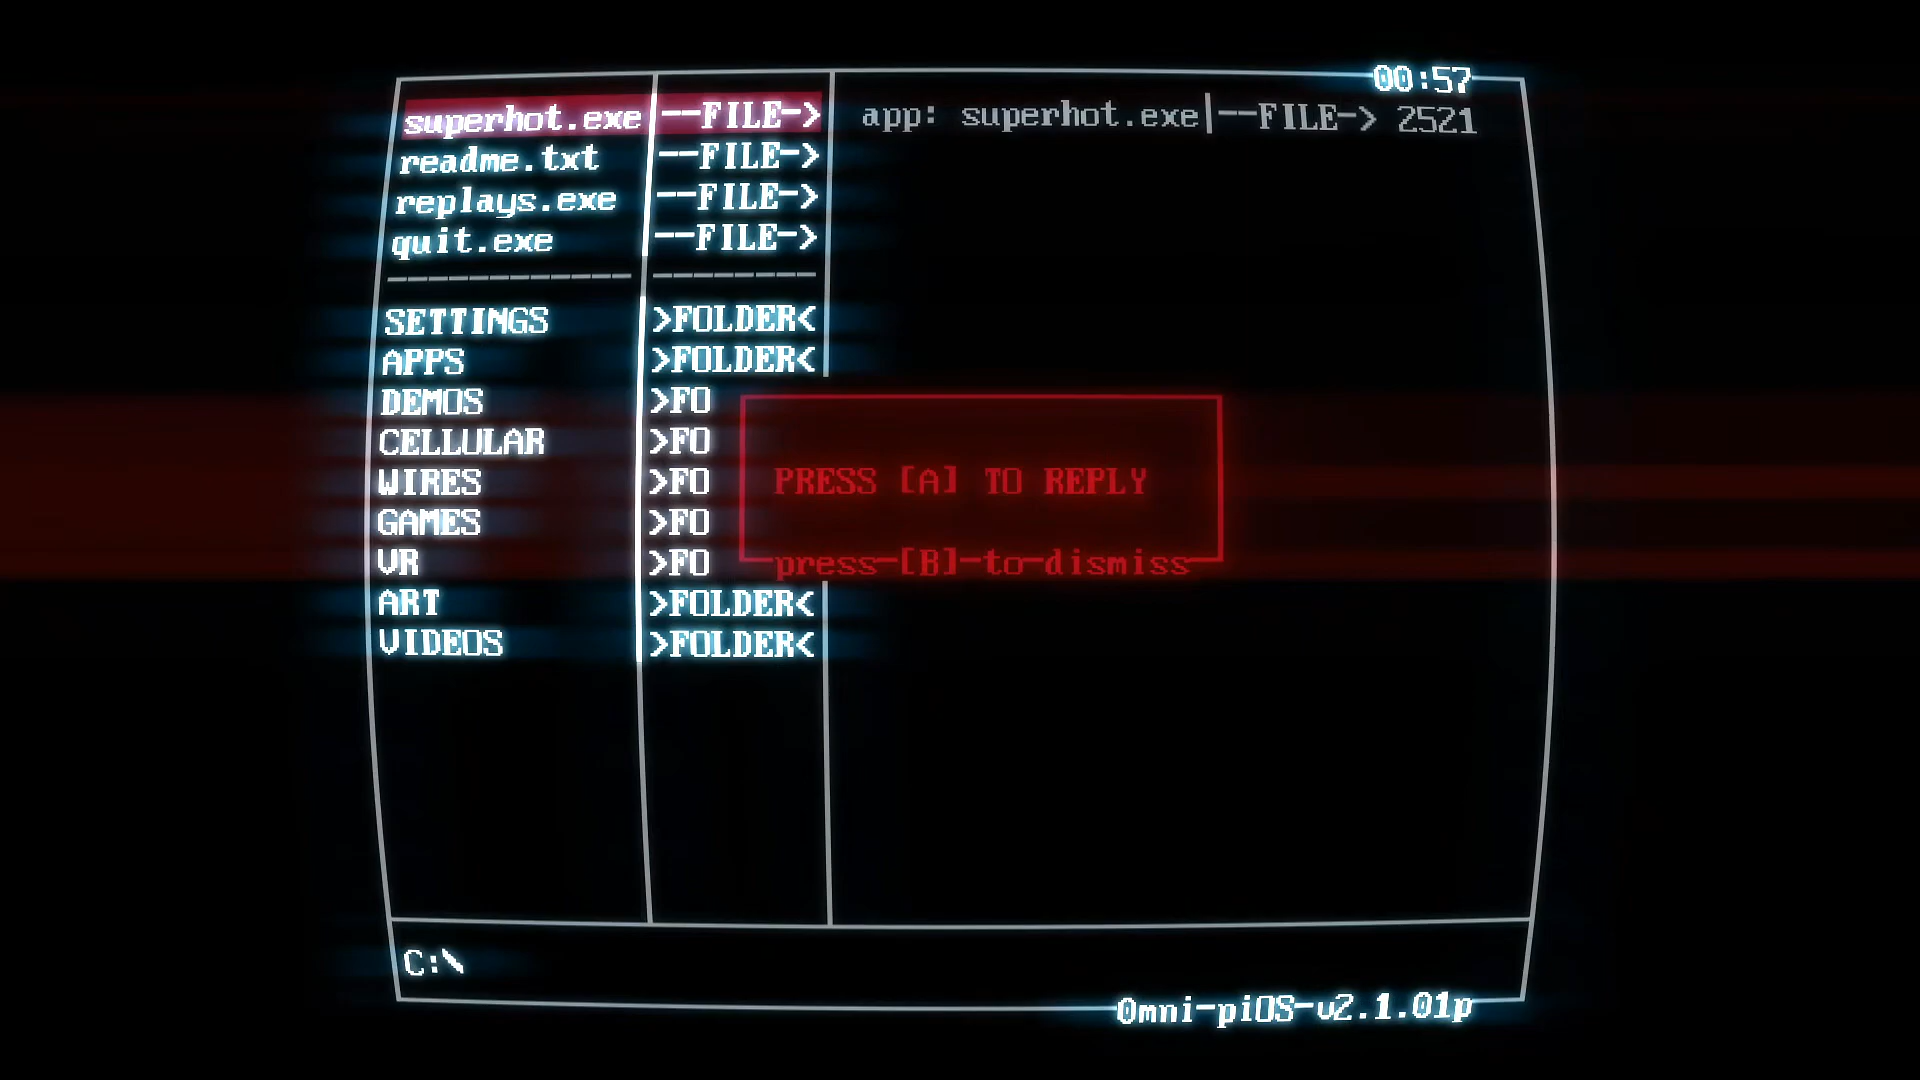 00:57
superhot.exe --FILE-> app: superhot.exe|--FILE-> 2521
readme.txt --FILE->
replays.exe --FILE->
quit.exe --FILE->
SETTINGS >FOLDER<
APPS >FOLDER<
DEMOS >FO
CELLULAR >FO
WIRES >FO PRESS [A] TO REPLY
GAMES >FO
VR >FO press-[B]-to-dismiss
ART >FOLDER<
VIDEOS >FOLDER<
C:\
0mni-piOS-v2.1.01p